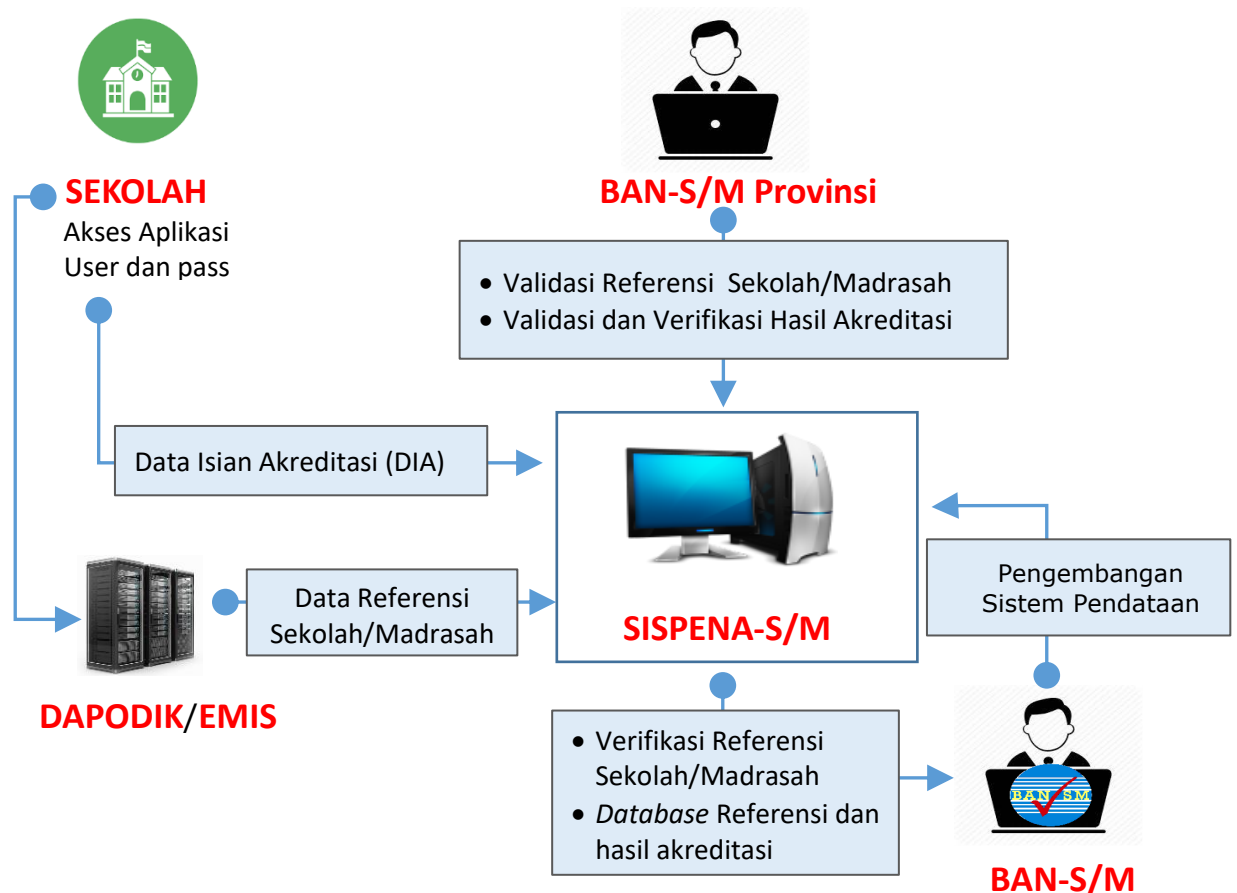 SEKOLAH
Akses Aplikasi
User dan pass
BAN-S/M Provinsi
• Validasi Referensi Sekolah/Madrasah
• Validasi dan Verifikasi Hasil Akreditasi
Data Isian Akreditasi (DIA)
Data Referensi
Sekolah/Madrasah
DAPODIK/EMIS
SISPENA-S/M
Pengembangan
Sistem Pendataan
• Verifikasi Referensi
Sekolah/Madrasah
• Database Referensi dan
hasil akreditasi
BAN SM
BAN-S/M